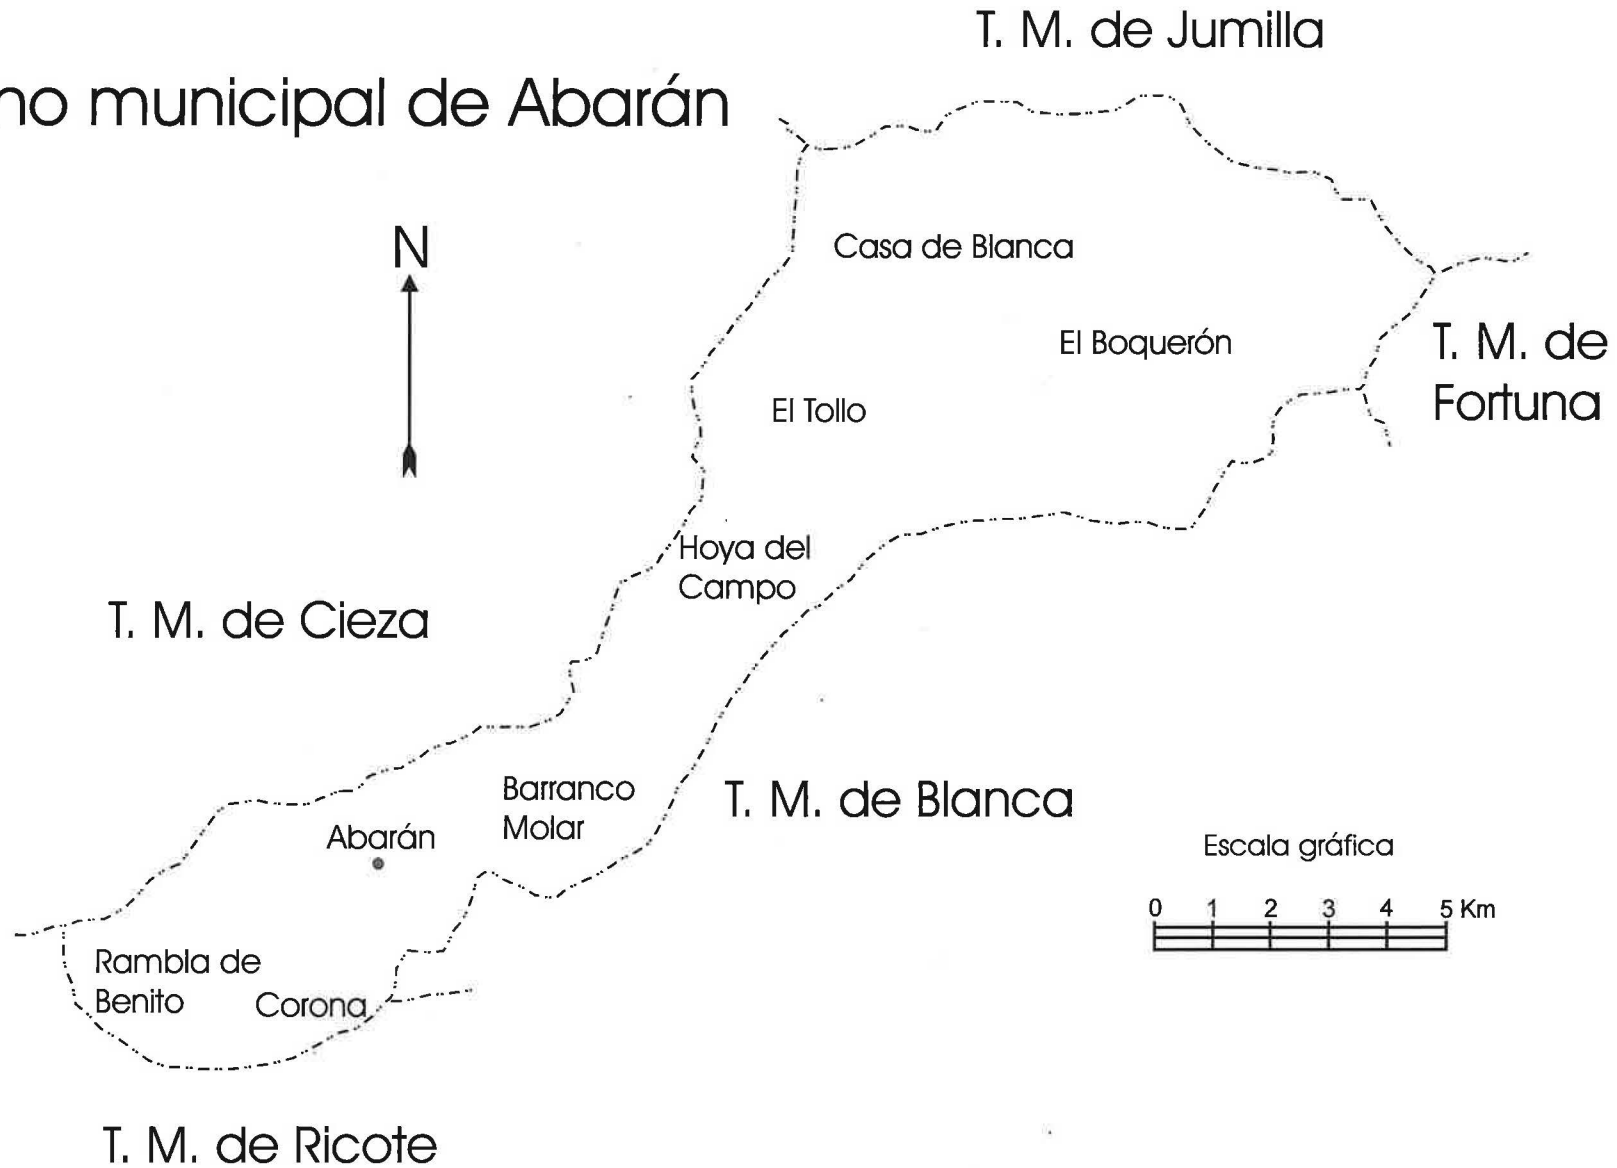 T. M. de Jumilla
no municipal de Abarán
N
Casa de Blanca
El Boquerón
T. M. de
Fortuna
El Tollo
Hoya del
Campo
T. M. de Cieza
Barranco
Molar
T. M. de Blanca
Abarán
Escala gráfica
0 1 2 3 4 5 Km
Rambla de
Benito
Corona
T. M. de Ricote